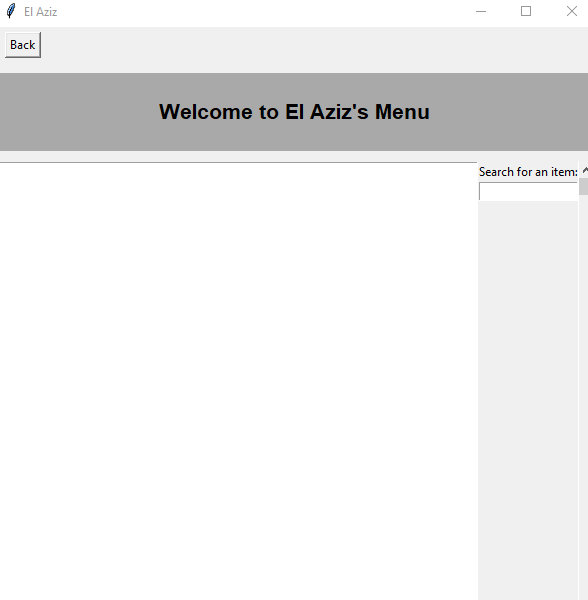 El Aziz
Back
Welcome to El Aziz's Menu
Search for an item: